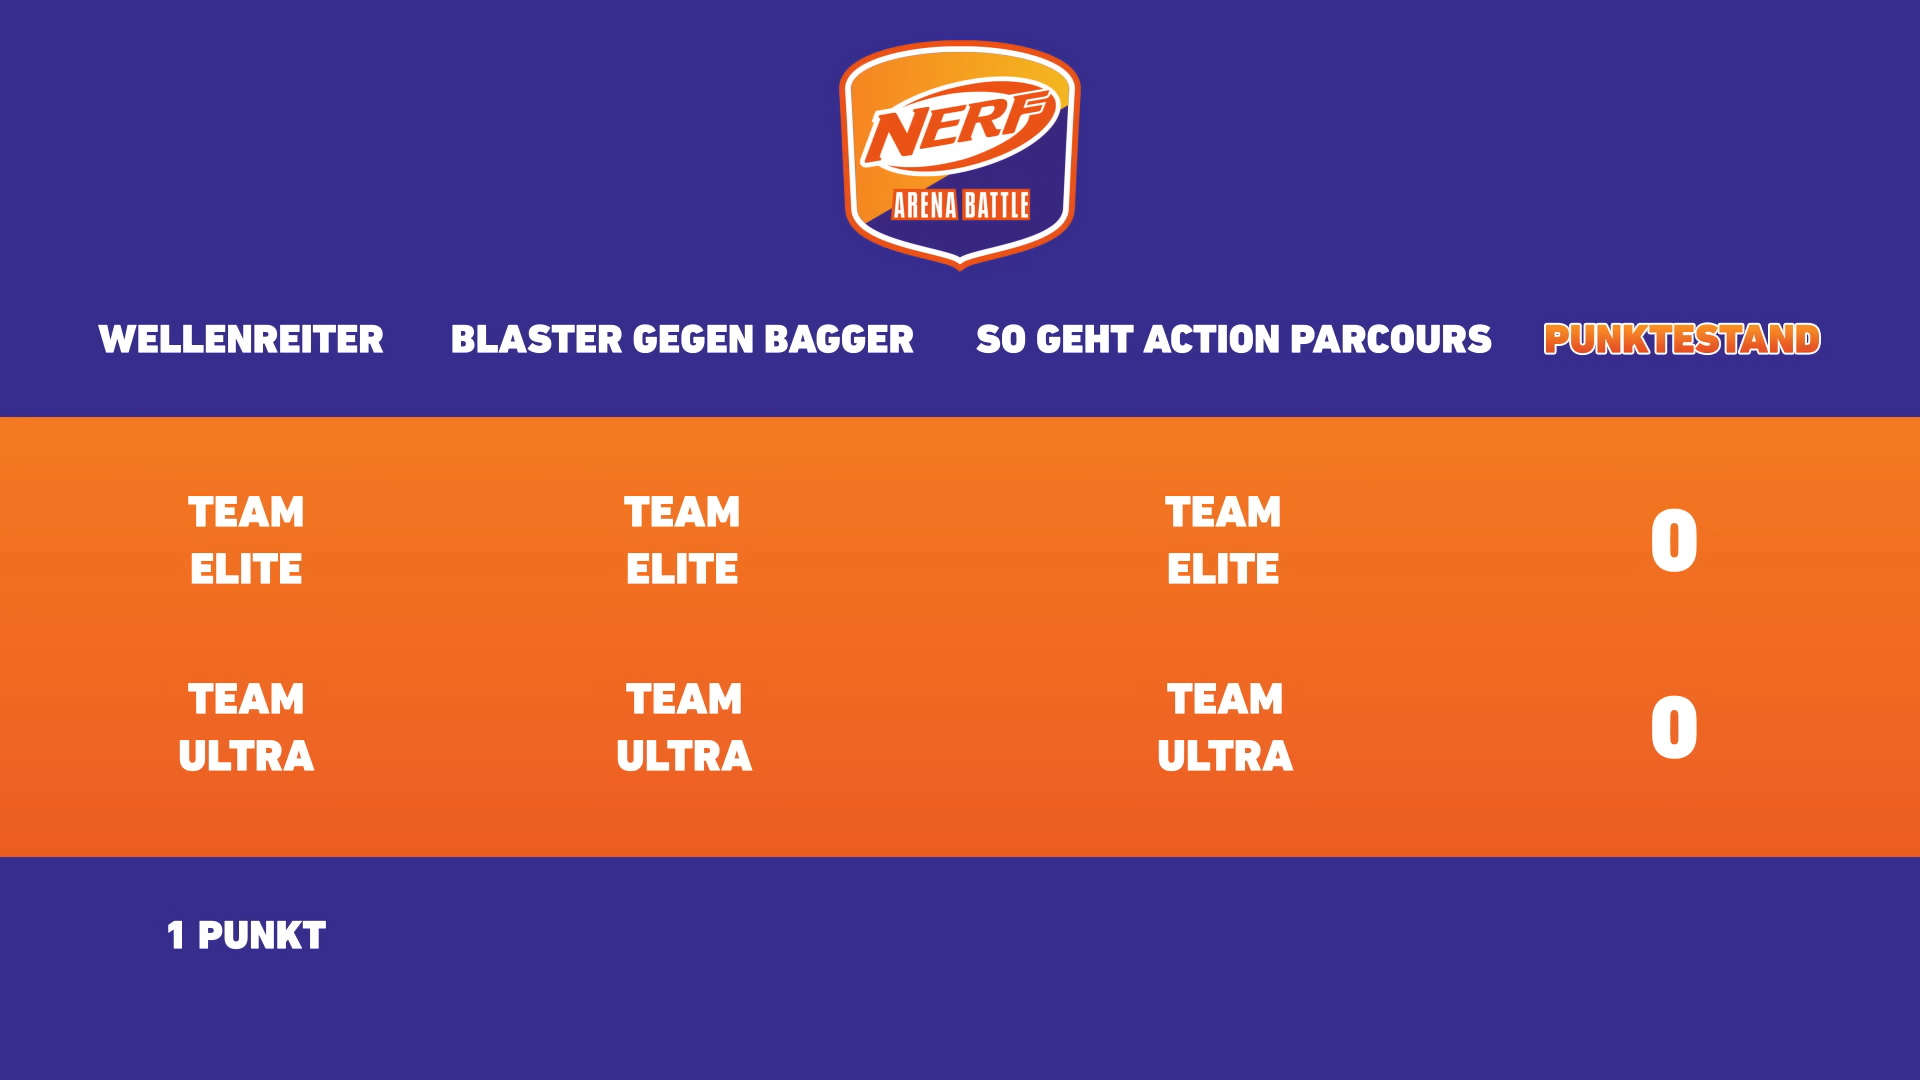 NERF
ARENA BATTLE
WELLENREITER BLASTER GEGEN BAGGER SO GEHT ACTION PARCOURS PUNKTESTAND
TEAM TEAM TEAM
ELITE ELITE ELITE 0
TEAM TEAM TEAM
ULTRA ULTRA ULTRA 0
1 PUNKT